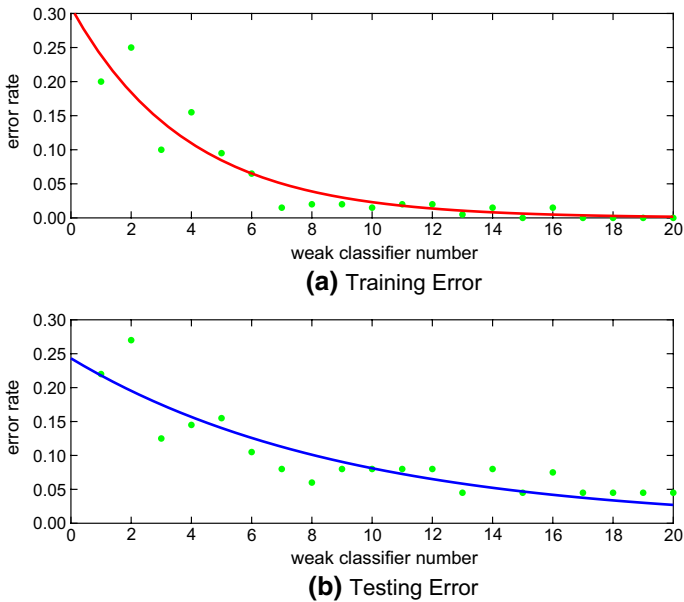 0.30
0.25
0.20
0.15
0.10
0.05
0.00
error rate
0 2 4 6 8 10 12 14 16 18 20
weak classifier number
(a) Training Error
0.30
0.25
0.20
0.15
0.10
0.05
0.00
error rate
0 2 4 6 8 10 12 14 16 18 20
weak classifier number
(b) Testing Error